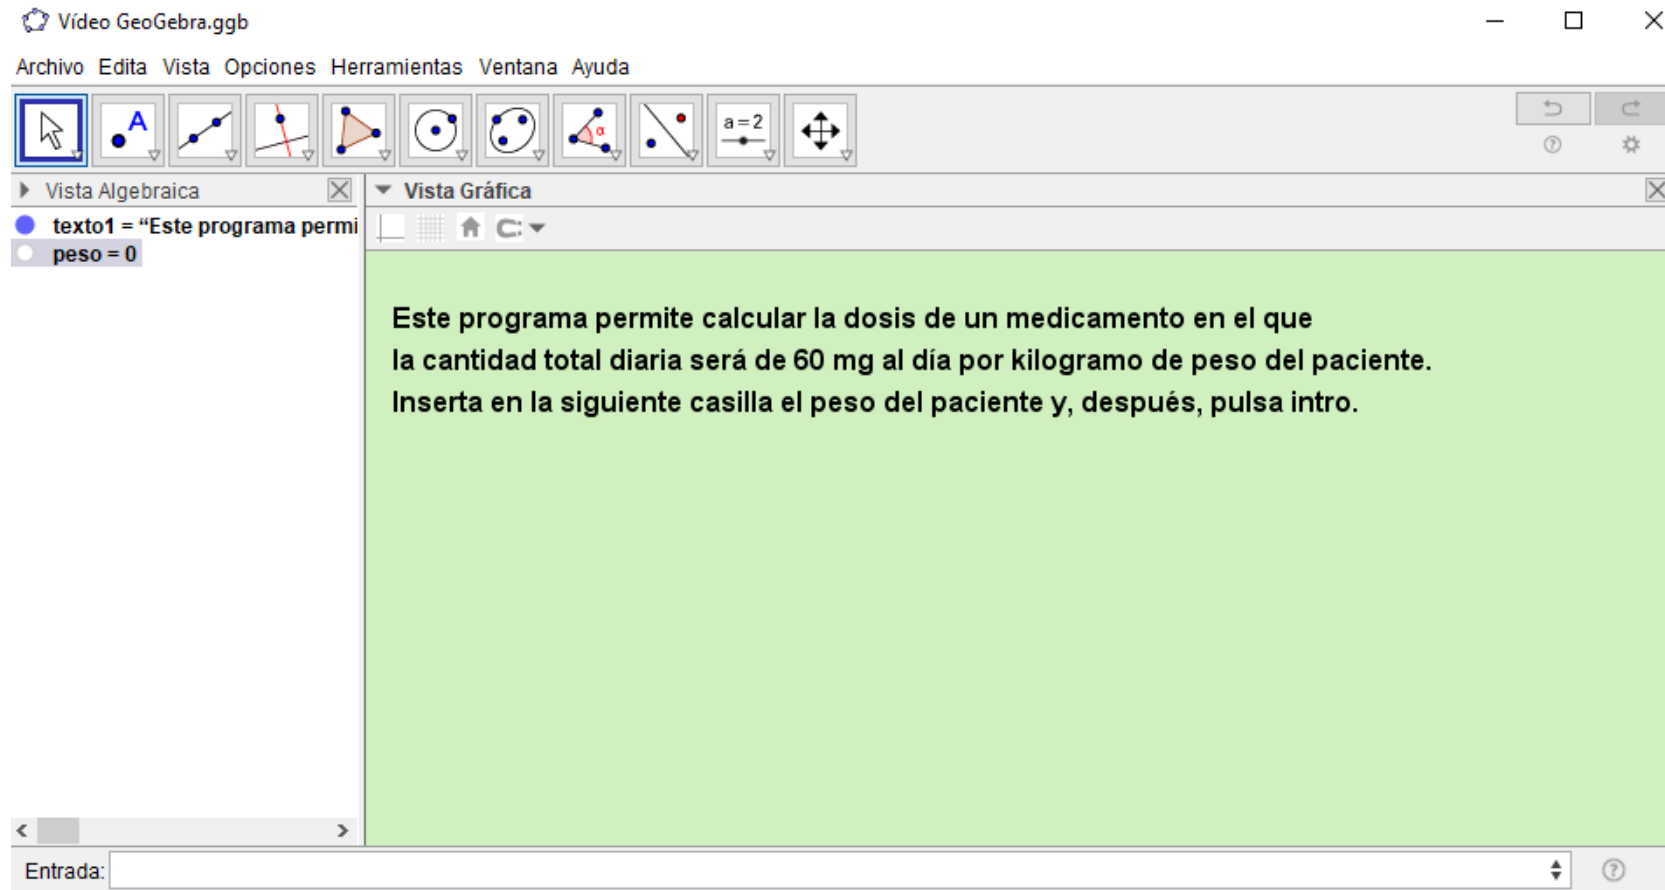 Vídeo GeoGebra.ggb
Archivo Edita Vista Opciones Herramientas Ventana Ayuda
A
α
a=2
Vista Algebraica
Vista Gráfica
texto1 = “Este programa permi
peso = 0
Este programa permite calcular la dosis de un medicamento en el que
la cantidad total diaria será de 60 mg al día por kilogramo de peso del paciente.
Inserta en la siguiente casilla el peso del paciente y, después, pulsa intro.
Entrada: